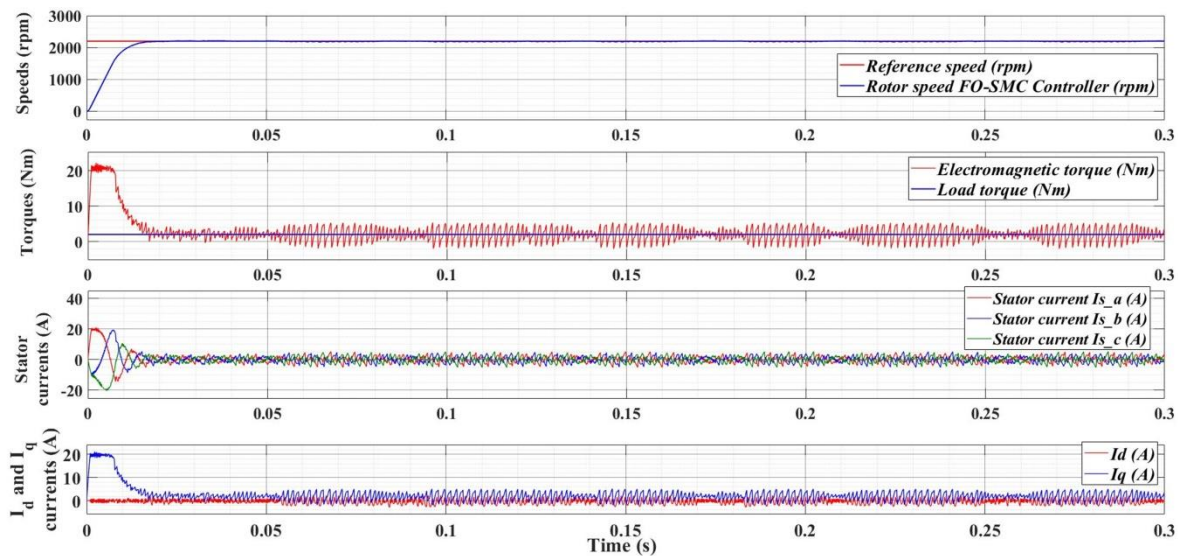 Speeds (rpm)
3000
2000
1000
0
Reference speed (rpm)
Rotor speed FO-SMC Controller (rpm)
0 0.05 0.1 0.15 0.2 0.25 0.3
Torques (Nm)
20
10
0
Electromagnetic torque (Nm)
Load torque (Nm)
0 0.05 0.1 0.15 0.2 0.25 0.3
Stator
currents (A)
40
20
0
-20
Stator current Is_a (A)
Stator current Is_b (A)
Stator current Is_c (A)
0 0.05 0.1 0.15 0.2 0.25 0.3
I_d and I_q
currents (A)
20
10
0
Id (A)
Iq (A)
0 0.05 0.1 0.15 0.2 0.25 0.3
Time (s)